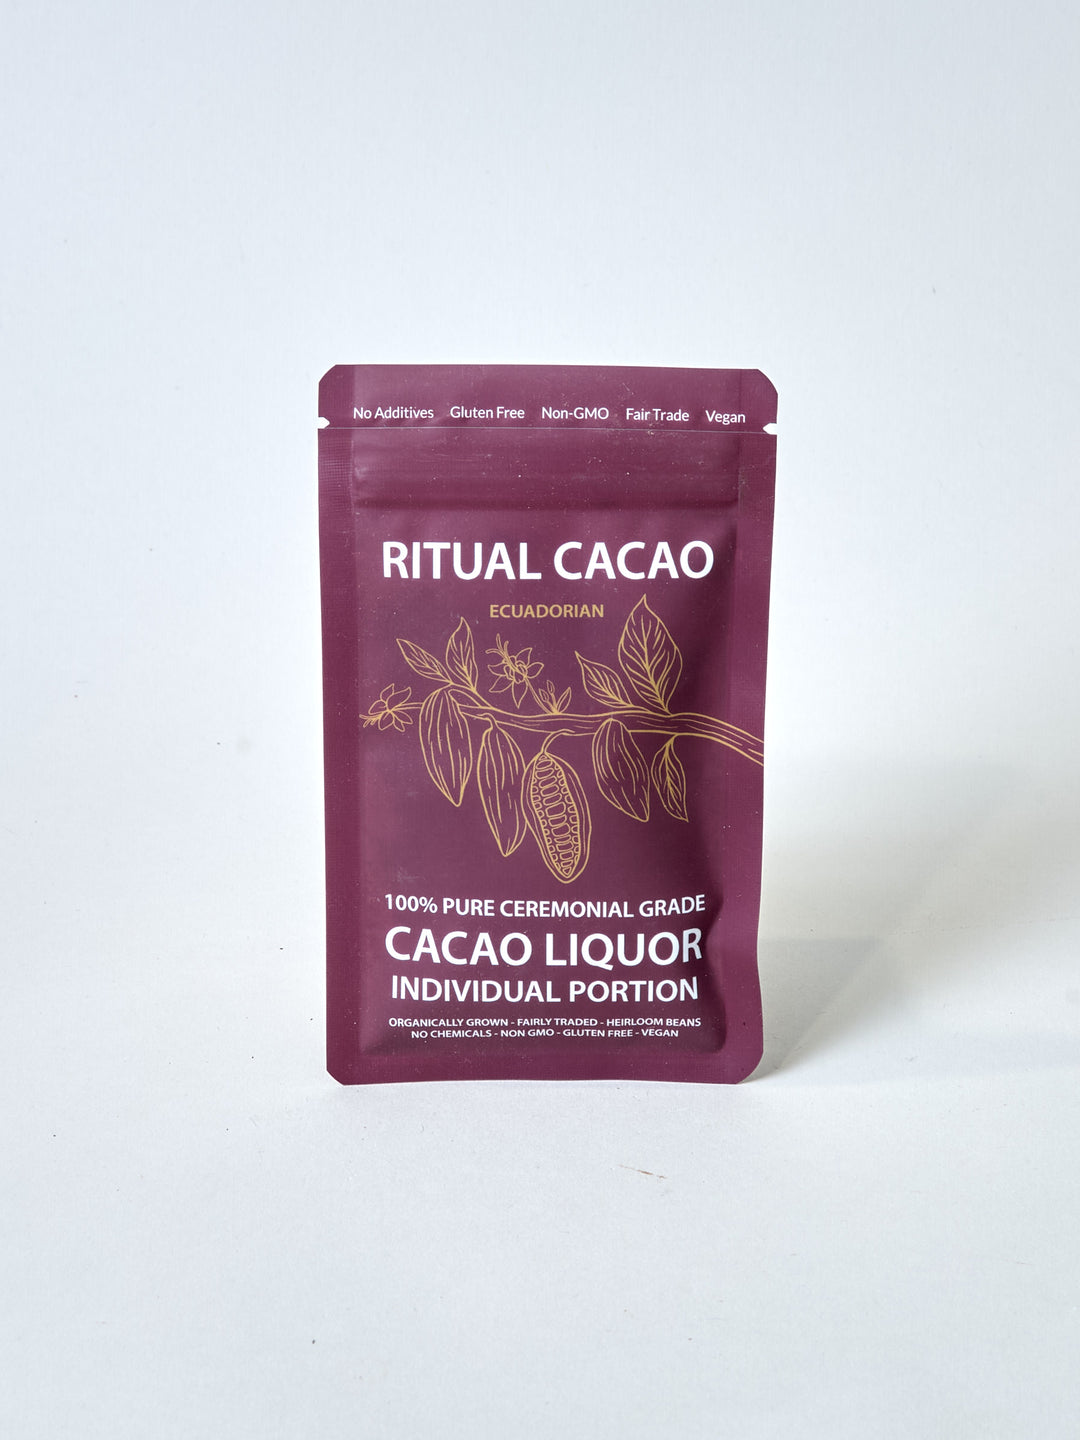 No Additives Gluten Free Non-GMO Fair Trade Vegan
RITUAL CACAO
ECUADORIAN
100% PURE CEREMONIAL GRADE
CACAO LIQUOR
INDIVIDUAL PORTION
ORGANICALLY GROWN - FAIRLY TRADED - HEIRLOOM BEANS
NO CHEMICALS - NON GMO - GLUTEN FREE - VEGAN